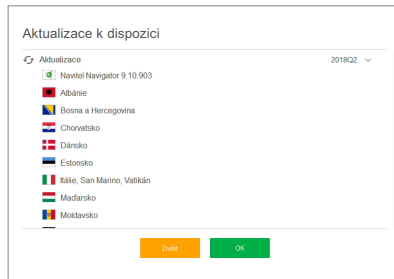 Aktualizace k dispozici
Aktualizace 2018Q2
Navitel Navigator 9.10.903
Albánie
Bosna a Hercegovina
Chorvatsko
Dánsko
Estonsko
Itálie, San Marino, Vatikán
Maďarsko
Moldavsko
Zrušit OK